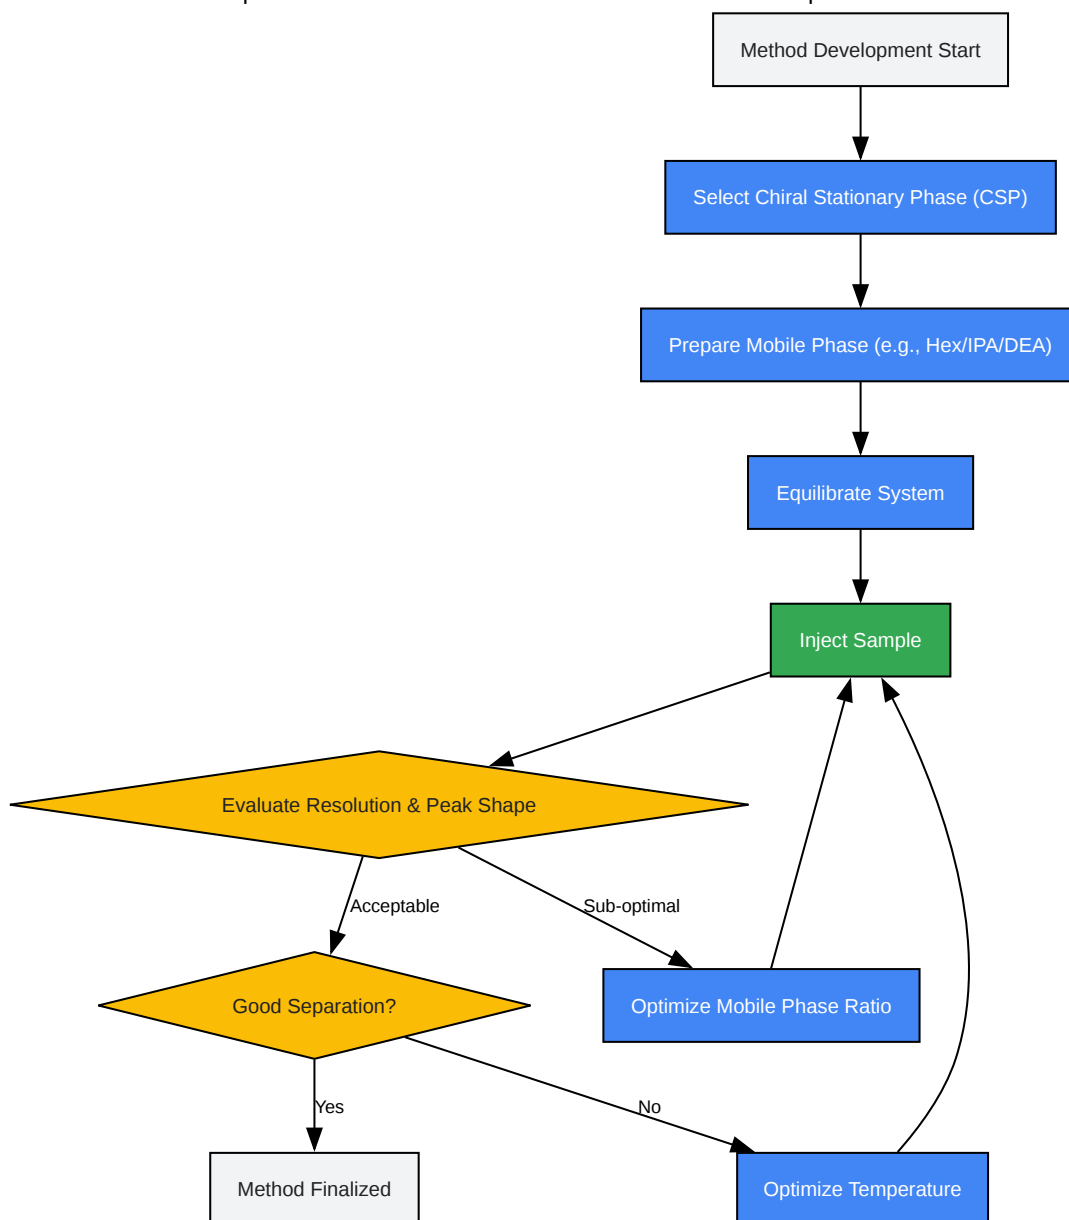 Method Development Start
Select Chiral Stationary Phase (CSP)
Prepare Mobile Phase (e.g., Hex/IPA/DEA)
Equilibrate System
Inject Sample
Evaluate Resolution & Peak Shape
Acceptable
Sub-optimal
Good Separation?
Optimize Mobile Phase Ratio
Yes
No
Method Finalized
Optimize Temperature